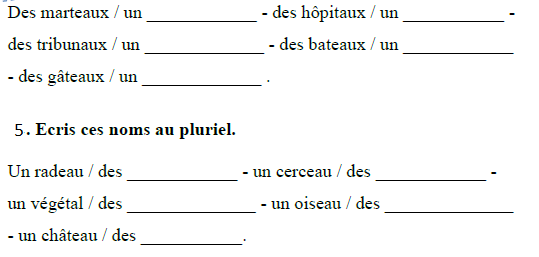 Des marteaux / un ____________ - des hôpitaux / un ___________ -
des tribunaux / un _____________ - des bateaux / un ____________
- des gâteaux / un _____________ .
5. Ecris ces noms au pluriel.
Un radeau / des ____________ - un cerceau / des ____________ -
un végétal / des ______________ - un oiseau / des ______________
- un château / des ___________.